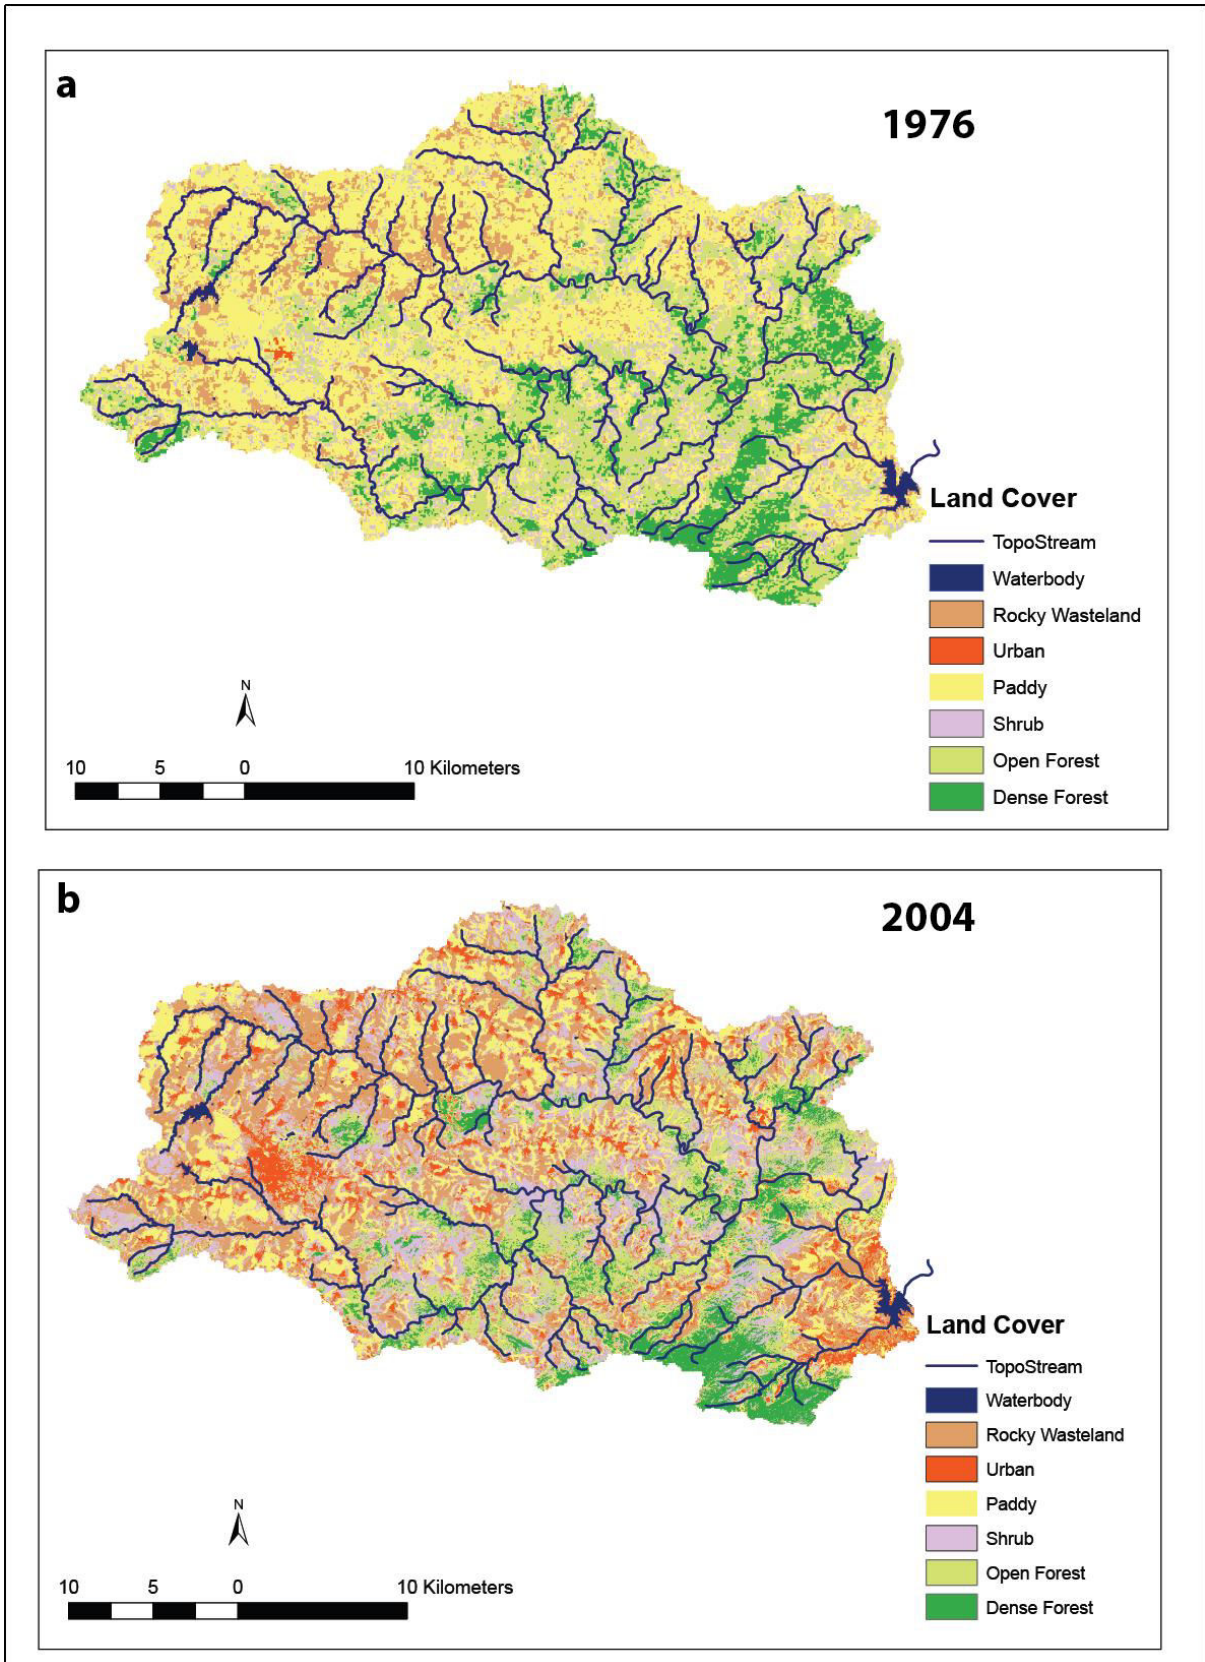 a
1976
Land Cover
TopoStream
Waterbody
Rocky Wasteland
Urban
Paddy
Shrub
Open Forest
Dense Forest
N
10 5 0 10 Kilometers
b
2004
Land Cover
TopoStream
Waterbody
Rocky Wasteland
Urban
Paddy
Shrub
Open Forest
Dense Forest
N
10 5 0 10 Kilometers